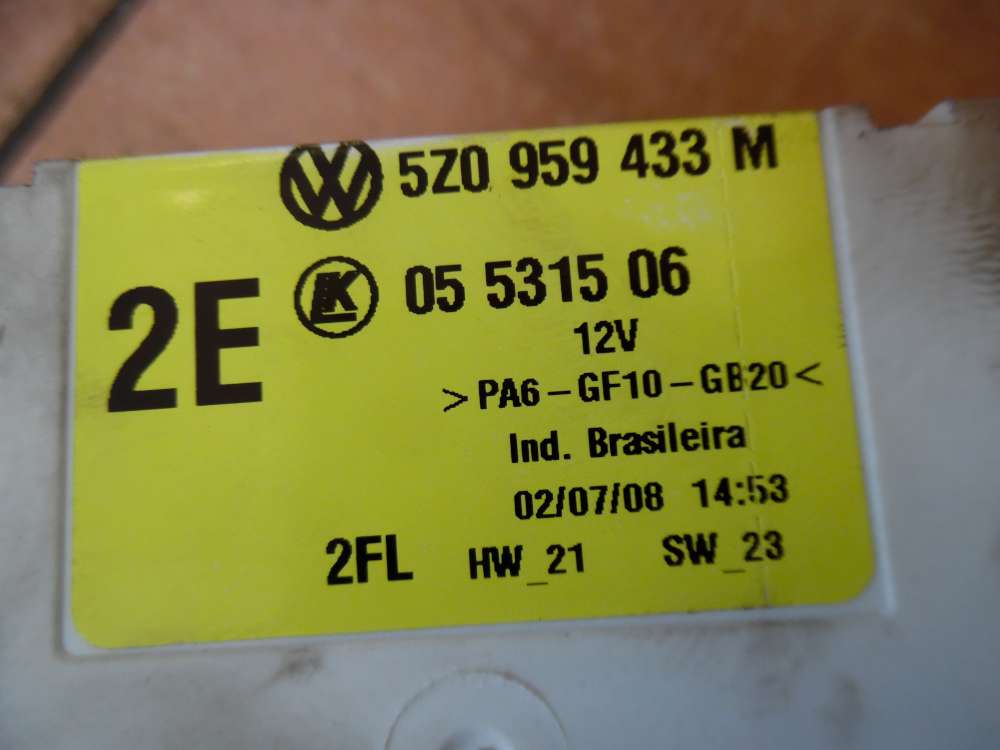 5Z0 959 433 M
2E
05 5315 06
12V
>PA6-GF10-GB20<
Ind. Brasileira
02/07/08 14:53
2FL HW_21 SW_23